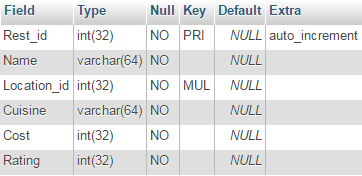 Field Type Null Key Default Extra
Rest_id int(32) NO PRI NULL auto_increment
Name varchar(64) NO NULL
Location_id int(32) NO MUL NULL
Cuisine varchar(64) NO NULL
Cost int(32) NO NULL
Rating int(32) NO NULL